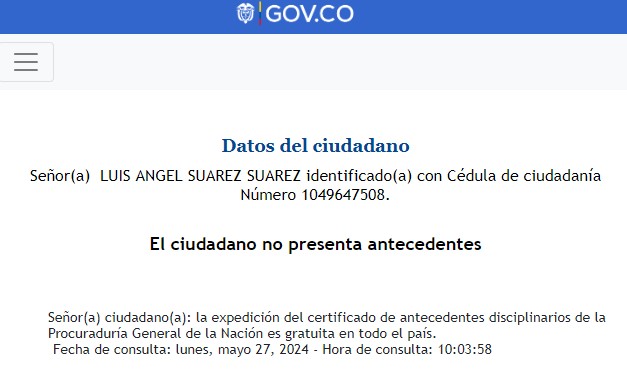 GOV.CO
Datos del ciudadano
Señor(a)  LUIS ANGEL SUAREZ SUAREZ identificado(a) con Cédula de ciudadanía
Número 1049647508.
El ciudadano no presenta antecedentes
Señor(a) ciudadano(a): la expedición del certificado de antecedentes disciplinarios de la
Procuraduría General de la Nación es gratuita en todo el país.
Fecha de consulta: lunes, mayo 27, 2024 - Hora de consulta: 10:03:58